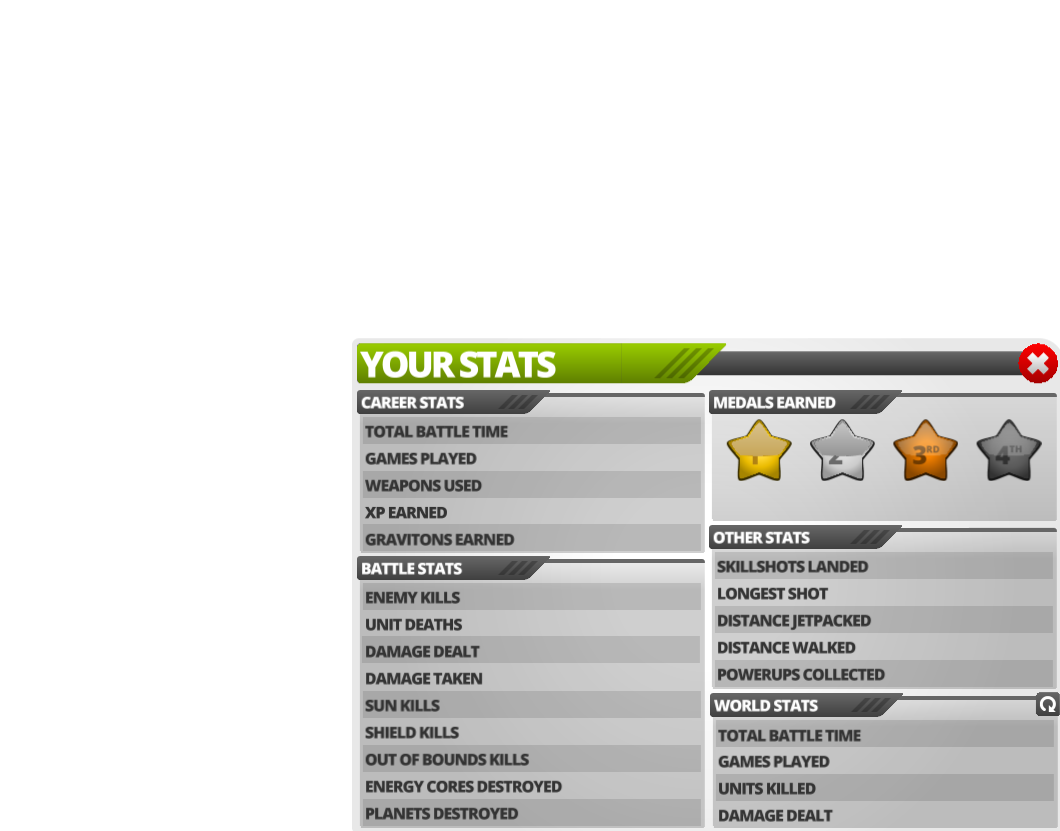 YOUR STATS
CAREER STATS
TOTAL BATTLE TIME
GAMES PLAYED
WEAPONS USED
XP EARNED
GRAVITONS EARNED
BATTLE STATS
ENEMY KILLS
UNIT DEATHS
DAMAGE DEALT
DAMAGE TAKEN
SUN KILLS
SHIELD KILLS
OUT OF BOUNDS KILLS
ENERGY CORES DESTROYED
PLANETS DESTROYED
MEDALS EARNED
1 2 3RD 4TH
OTHER STATS
SKILLSHOTS LANDED
LONGEST SHOT
DISTANCE JETPACKED
DISTANCE WALKED
POWERUPS COLLECTED
WORLD STATS
TOTAL BATTLE TIME
GAMES PLAYED
UNITS KILLED
DAMAGE DEALT